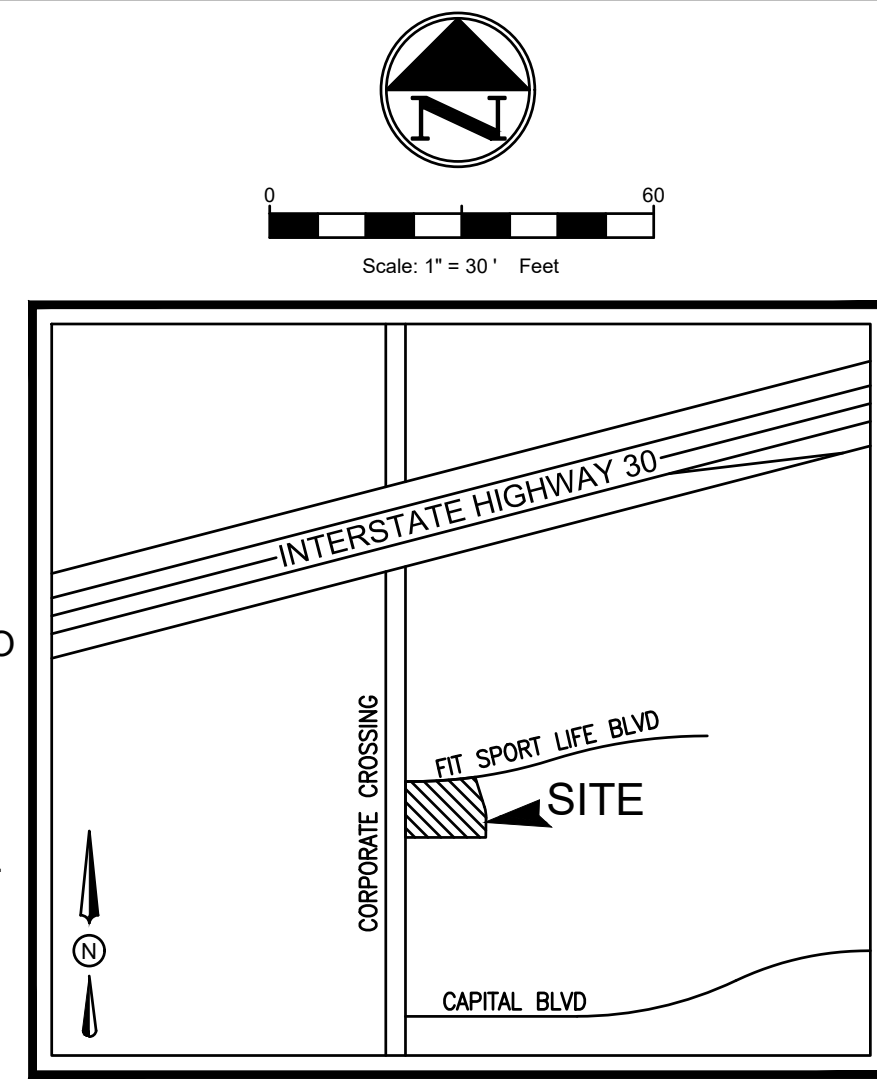 N
0 60
Scale: 1" = 30 ' Feet
INTERSTATE HIGHWAY 30
CORPORATE CROSSING
FIT SPORT LIFE BLVD
SITE
N
CAPITAL BLVD